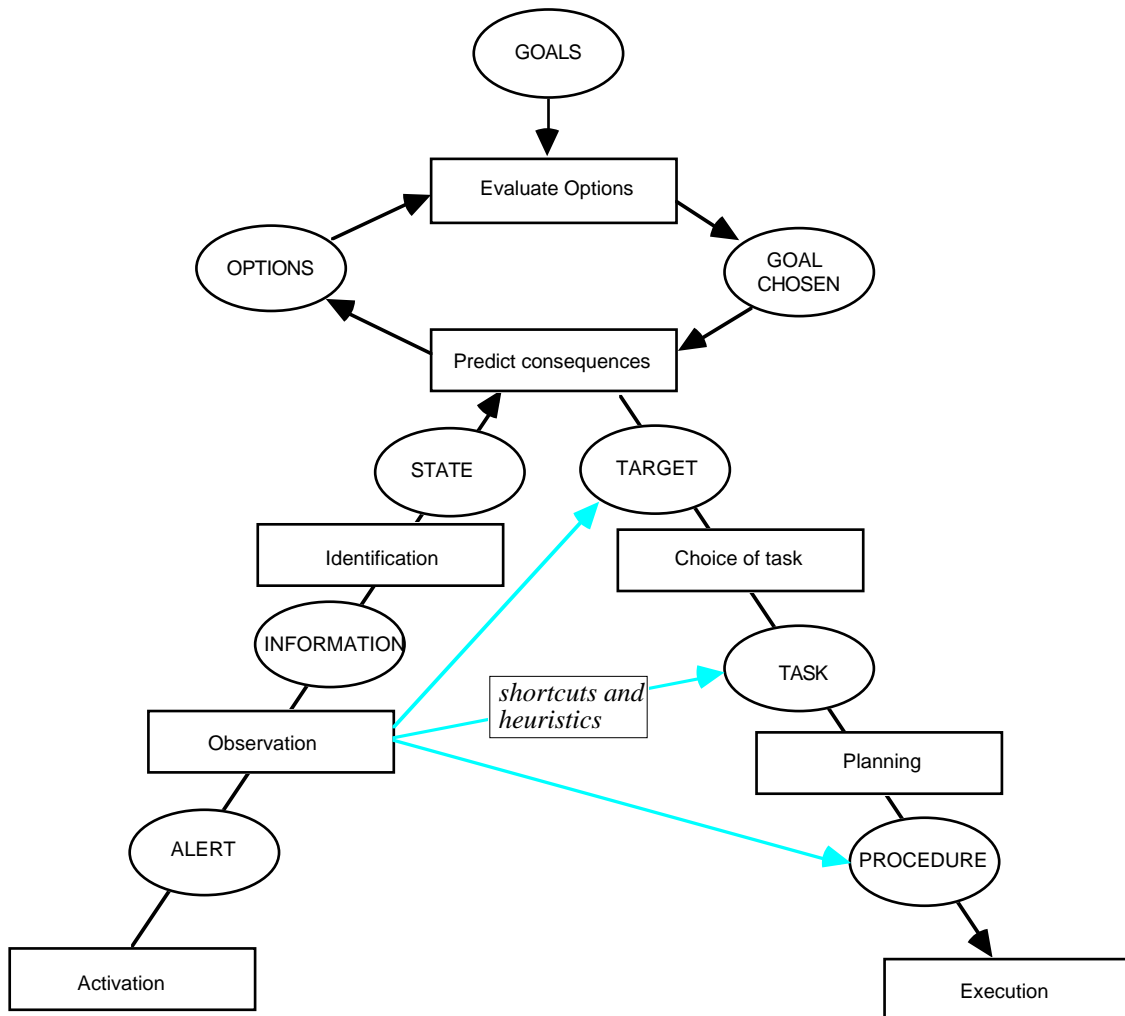 GOALS
Evaluate Options
OPTIONS
GOAL
CHOSEN
Predict consequences
STATE
TARGET
Identification
Choice of task
INFORMATION
shortcuts and
heuristics
TASK
Observation
Planning
ALERT
PROCEDURE
Activation
Execution